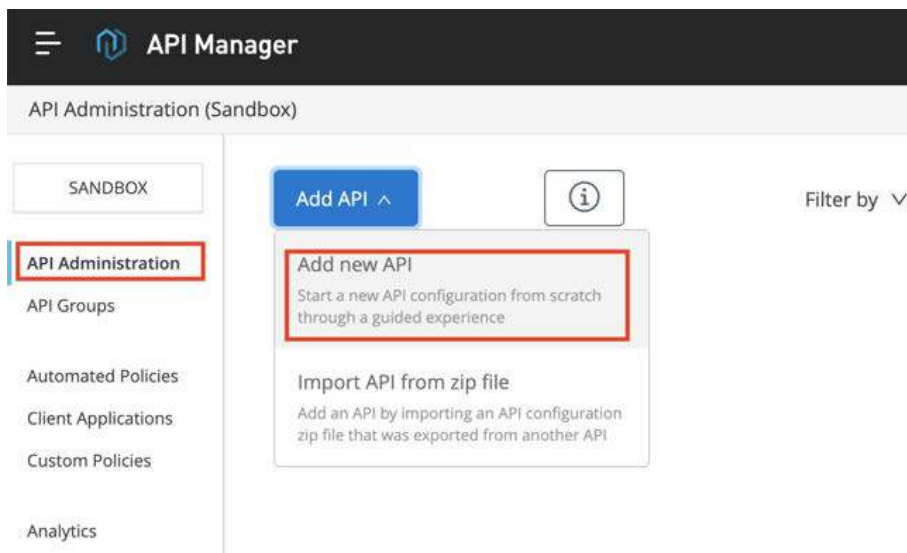 API Manager
API Administration (Sandbox)
SANDBOX
API Administration
API Groups
Automated Policies
Client Applications
Custom Policies
Analytics
Add API
Filter by
Add new API
Start a new API configuration from scratch
through a guided experience
Import API from zip file
Add an API by importing an API configuration
zip file that was exported from another API